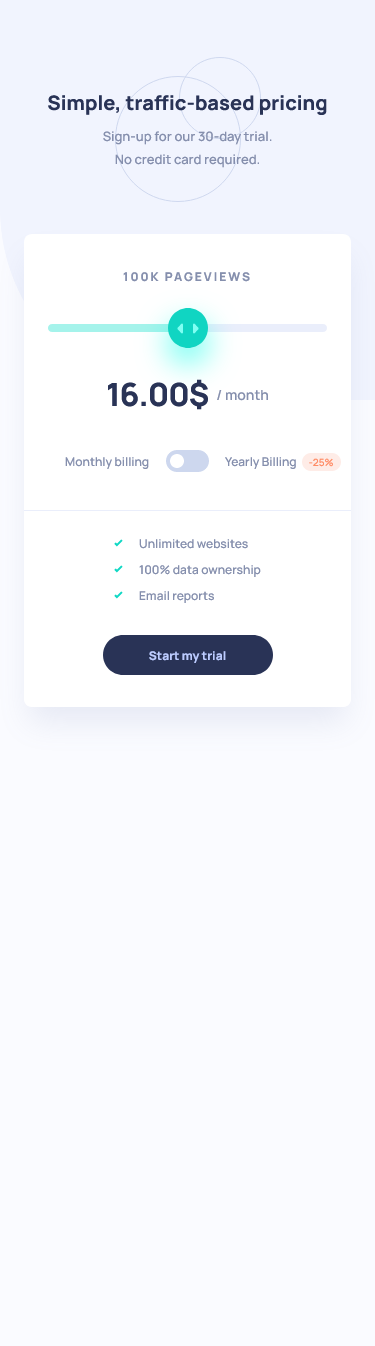 Simple, traffic-based pricing
Sign-up for our 30-day trial.
No credit card required.
100K PAGEVIEWS
16.00$ / month
Monthly billing Yearly Billing -25%
Unlimited websites
100% data ownership
Email reports
Start my trial